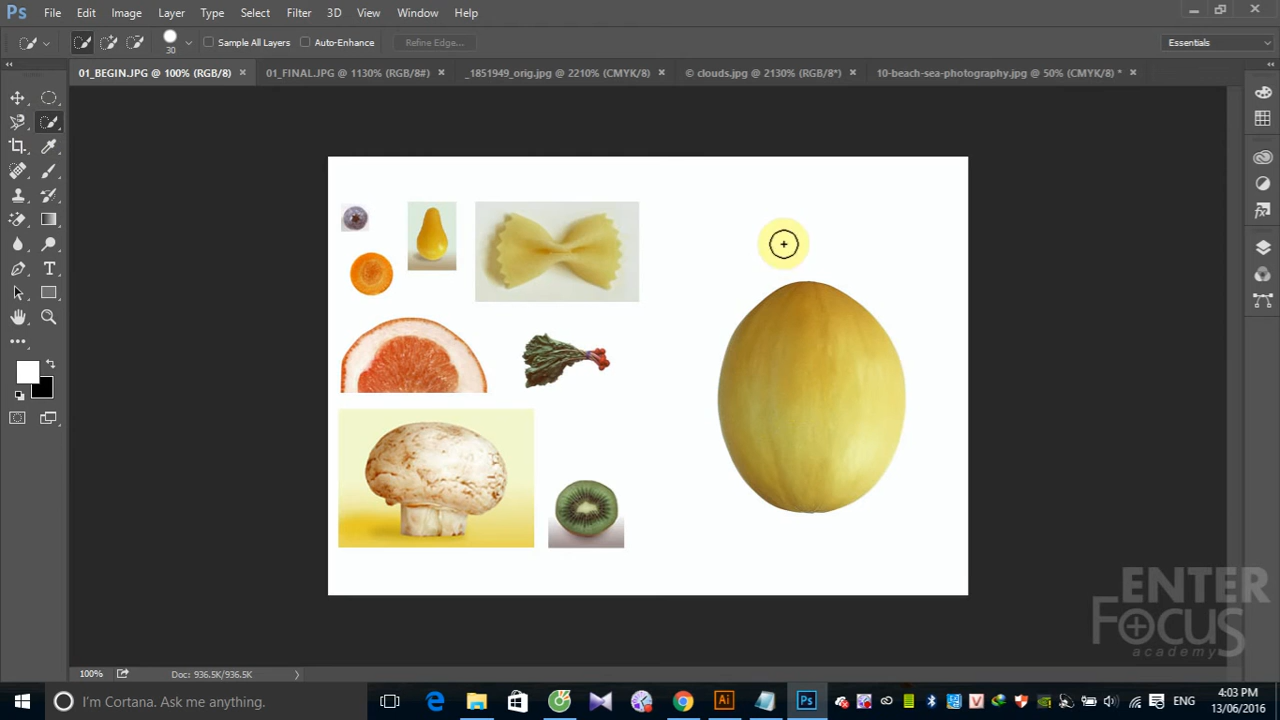 Ps File Edit Image Layer Type Select Filter 3D View Window Help
30 Sample All Layers Auto-Enhance Refine Edge... Essentials
01_BEGIN.JPG @ 100% (RGB/8) × 01_FINAL.JPG @ 1130% (RGB/8#) × _1851949_orig.jpg @ 2210% (CMYK/8) × © clouds.jpg @ 2130% (RGB/8*) × 10-beach-sea-photography.jpg @ 50% (CMYK/8) * ×
ENTER
FOCUS
academy
100% Doc: 936.5K/936.5K
I'm Cortana. Ask me anything. Ai Ps ENG 4:03 PM
13/06/2016